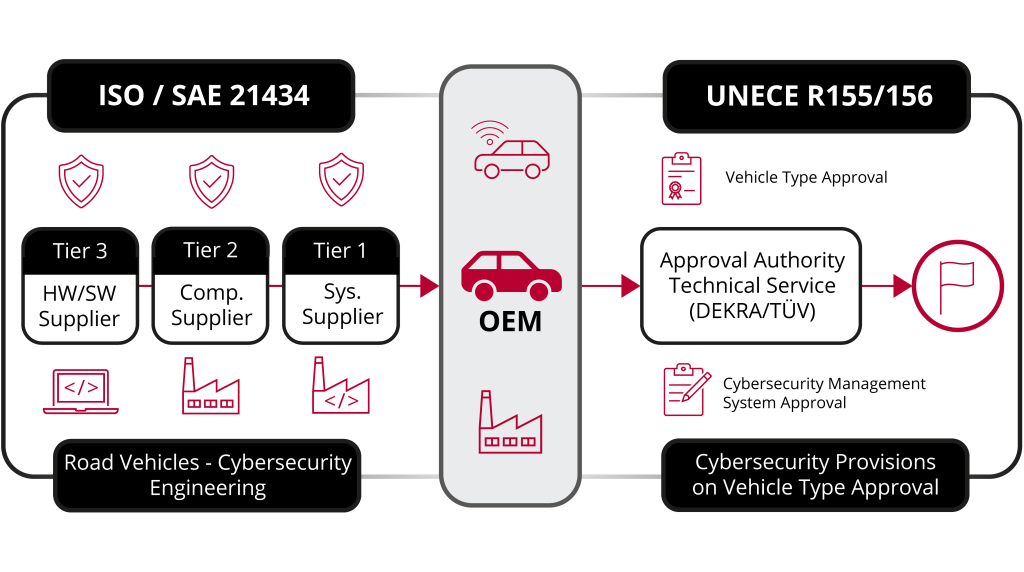 ISO / SAE 21434
Tier 3
HW/SW
Supplier
Tier 2
Comp.
Supplier
Tier 1
Sys.
Supplier
</>
</>
Road Vehicles - Cybersecurity
Engineering
OEM
UNECE R155/156
Vehicle Type Approval
Approval Authority
Technical Service
(DEKRA/TÜV)
Cybersecurity Management
System Approval
Cybersecurity Provisions
on Vehicle Type Approval